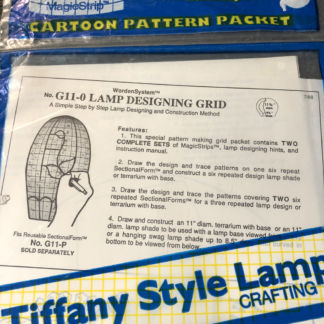 MagicStrip™
CARTOON PATTERN PACKET
WordenSystem™
No. G11-0 LAMP DESIGNING GRID
A Simple Step by Step Lamp Designing and Construction Method
Features:
1. This special pattern making grid packet contains TWO
COMPLETE SETS of MagicStrips™, lamp designing hints, and
instruction manual.
2. Draw the design and trace patterns on one six repeat
SectionalForm™ and construct a six repeated design lamp shade
or terrarium with base.
3. Draw the design and trace the patterns covering TWO six
repeated SectionalForms™ for a three repeated lamp design or
terrarium with base.
4. Draw and construct an 11" diam. terrarium with base or an 11"
diam. lamp shade to be used with a lamp base viewed
or a hanging swag lamp shade up to 8.5"
bottom to be viewed from below.
Fits Reusable SectionalForm™
No. G11-P
SOLD SEPARATELY
Tiffany Style Lamp
CRAFTING